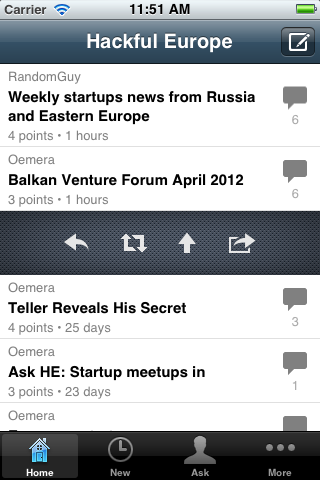 Carrier 11:51 AM
Hackful Europe
RandomGuy
Weekly startups news from Russia
and Eastern Europe
6
4 points • 1 hours
Oemera
Balkan Venture Forum April 2012
6
3 points • 1 hours
Oemera
Teller Reveals His Secret
3
4 points • 25 days
Oemera
Ask HE: Startup meetups in
1
3 points • 23 days
Oemera
Home New Ask More